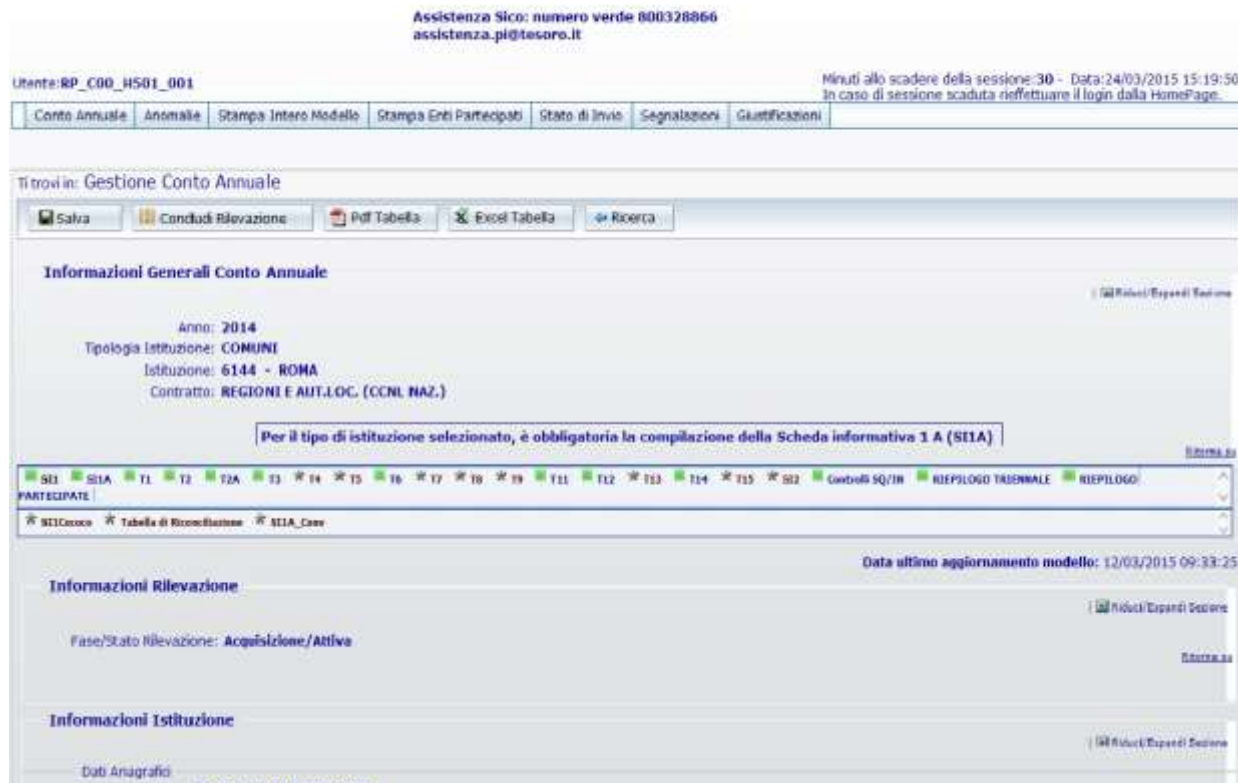 Assistenza Sico: numero verde 800328866
assistenza.pi@tesoro.it
Utente:RP_C00_H501_001
Minuti allo scadere della sessione:30 - Data:24/03/2015 15:19:50
In caso di sessione scaduta rieffettuare il login dalla HomePage.
Conto Annuale Anomalie Stampa Intero Modello Stampa Enti Partecipati Stato di Invio Segnalazioni Giustificazioni
Ti trovi in: Gestione Conto Annuale
Salva Concludi Rilevazione Pdf Tabella Excel Tabella Ricerca
Informazioni Generali Conto Annuale
Riduci/Espandi Sezione
Anno: 2014
Tipologia Istituzione: COMUNI
Istituzione: 6144 - ROMA
Contratto: REGIONI E AUT.LOC. (CCNL NAZ.)
Per il tipo di istituzione selezionato, è obbligatoria la compilazione della Scheda informativa 1 A (SI1A)
Ritorna su
SI1 SI1A T1 T2 T2A T3 T4 T5 T6 T7 T8 T9 T11 T12 T13 T14 T15 SI2 Controlli SQ/IN RIEPILOGO TRIENNALE RIEPILOGO
PARTECIPATE
SI1Cococo Tabella di Riconciliazione SI1A_Conv
Data ultimo aggiornamento modello: 12/03/2015 09:33:25
Informazioni Rilevazione
Riduci/Espandi Sezione
Fase/Stato Rilevazione: Acquisizione/Attiva
Ritorna su
Informazioni Istituzione
Riduci/Espandi Sezione
Dati Anagrafici